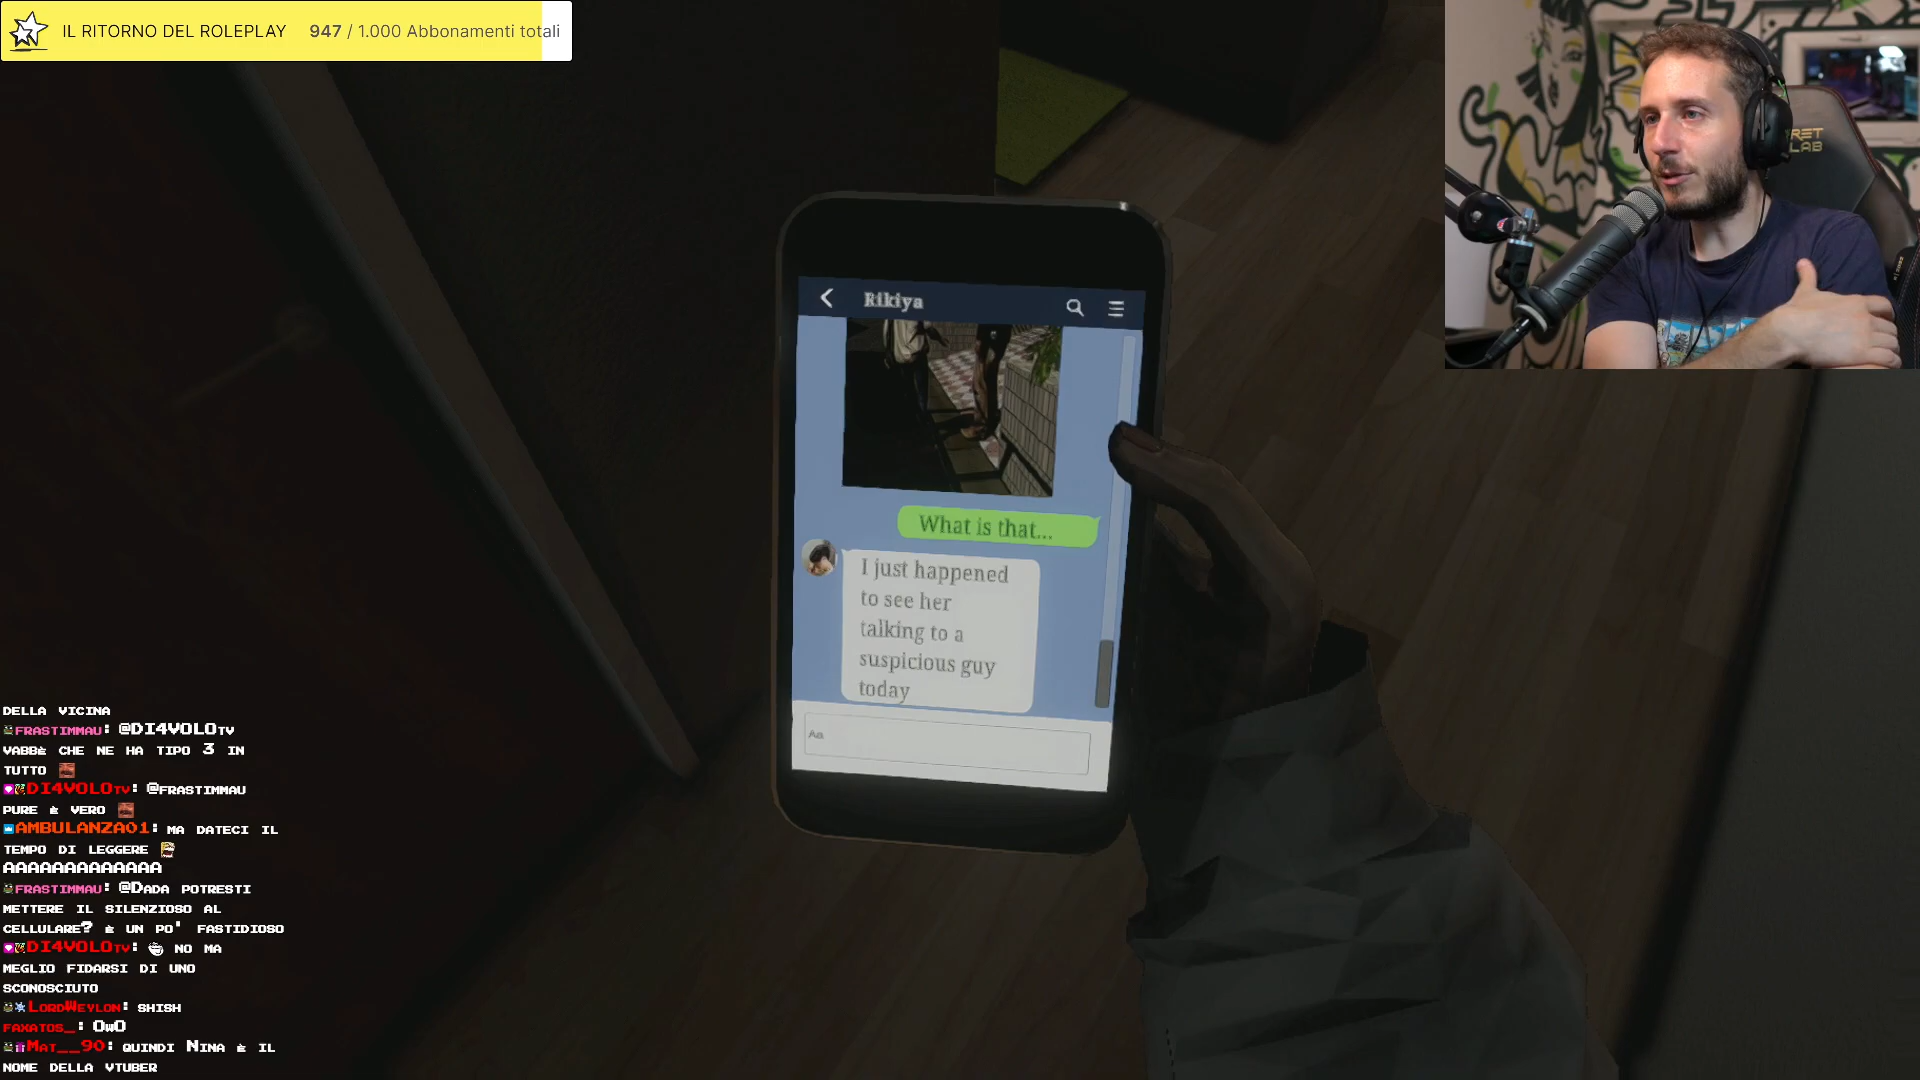 IL RITORNO DEL ROLEPLAY 947 / 1.000 Abbonamenti totali
RET
LAB
Rikiya
What is that...
I just happened
to see her
talking to a
suspicious guy
today
Aa
DELLA VICINA
FRASTIMMAU: @DI4VOLOTV
VABBÈ CHE NE HA TIPO 3 IN
TUTTO
DI4VOLOTV: @FRASTIMMAU
PURE È VERO
AMBULANZA01: MA DATECI IL
TEMPO DI LEGGERE
AAAAAAAAAAAAA
FRASTIMMAU: @DADA POTRESTI
METTERE IL SILENZIOSO AL
CELLULARE? È UN PO' FASTIDIOSO
DI4VOLOTV: NO MA
MEGLIO FIDARSI DI UNO
SCONOSCIUTO
LORDWEYLON: SHISH
FAXATOS_: OWO
MAT__90: QUINDI NINA È IL
NOME DELLA VTUBER